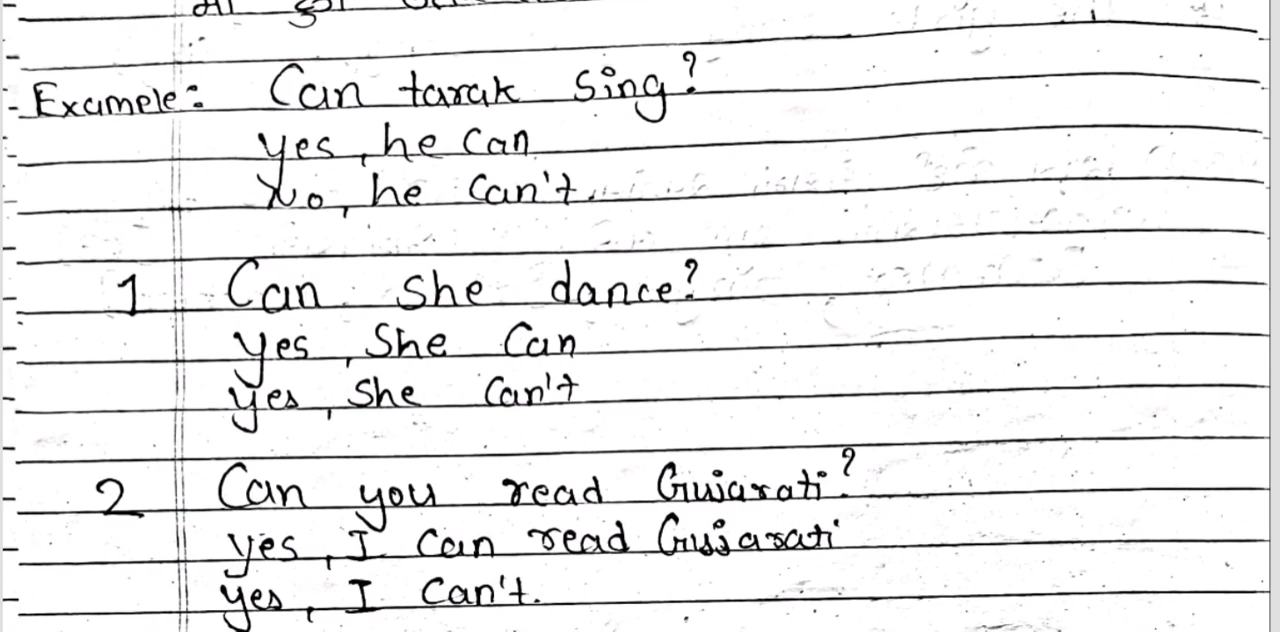 Example: Can tarak sing?
yes, he can
No, he can't.
1 Can she dance?
yes, She Can
yes, She Can't
2 Can you read Gujarati?
yes, I can read Gujarati
yes, I can't.